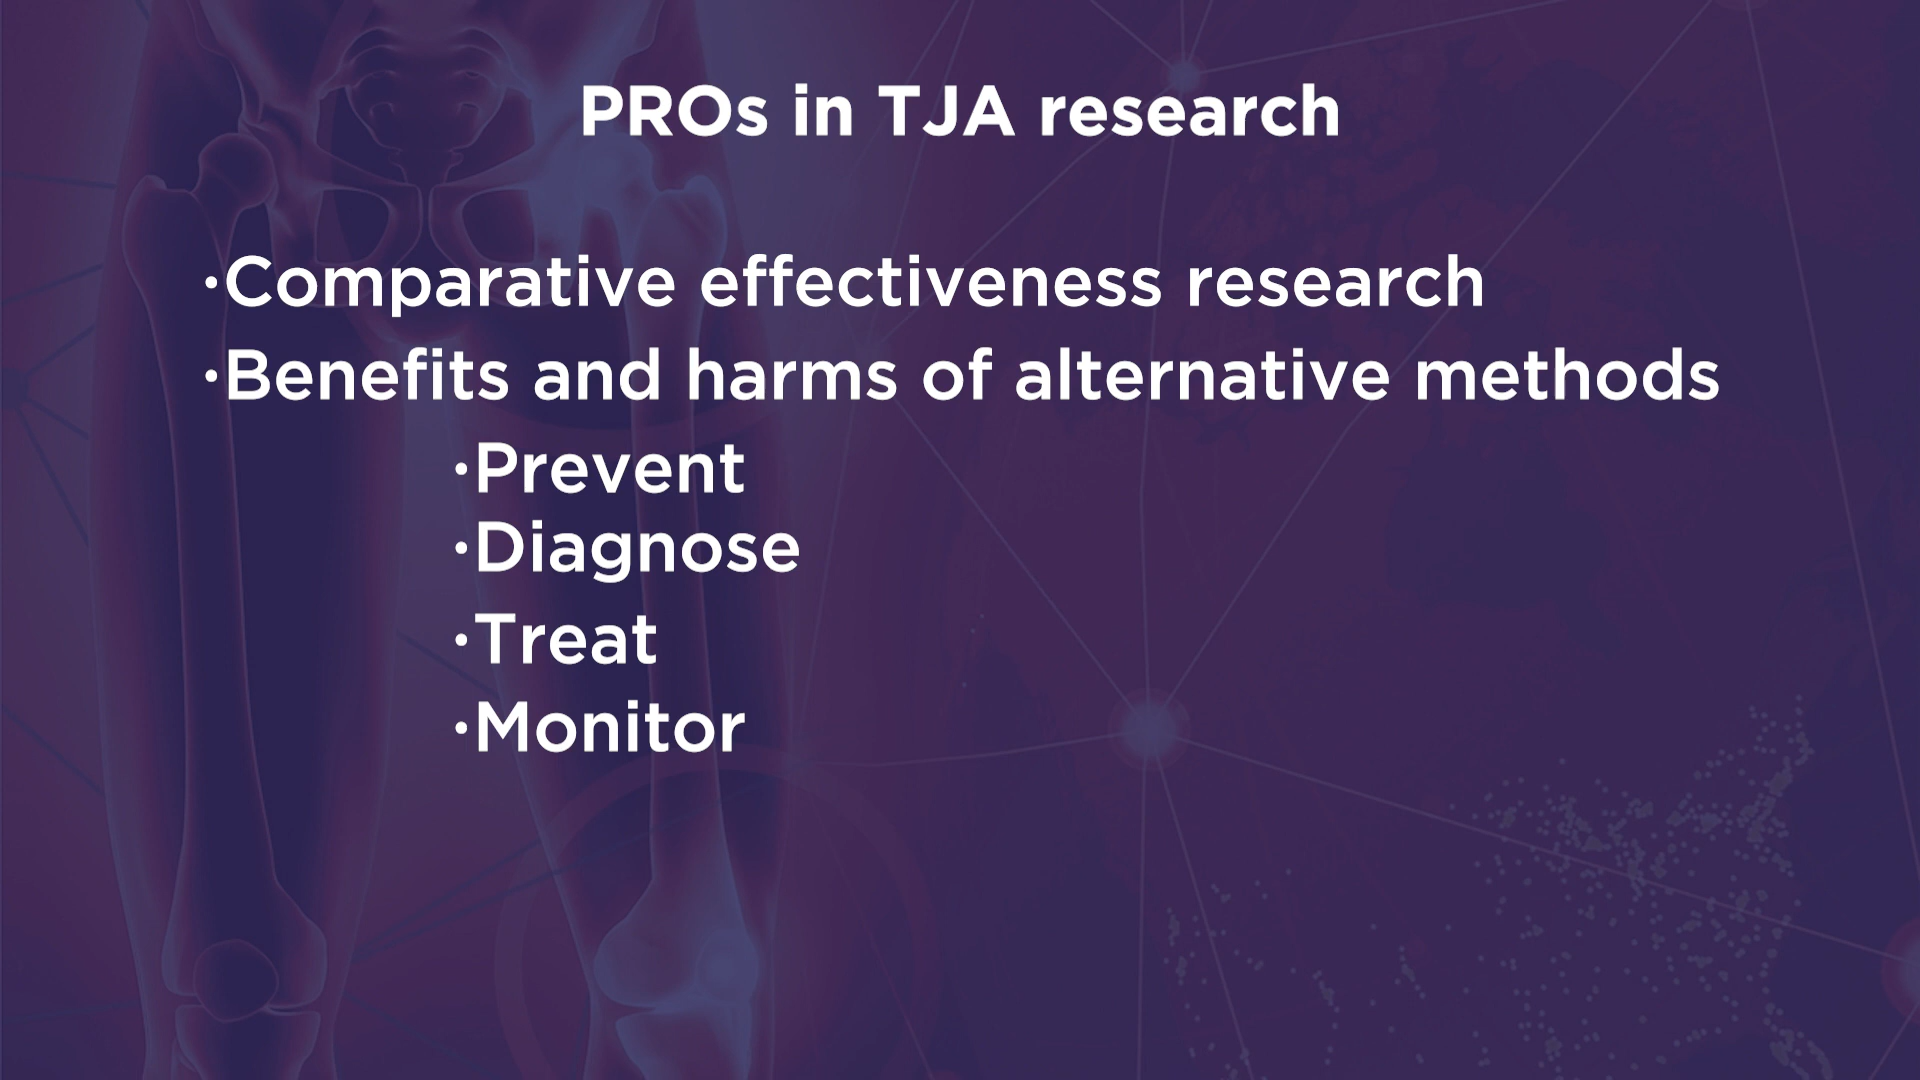 PROs in TJA research
·Comparative effectiveness research
·Benefits and harms of alternative methods
·Prevent
·Diagnose
·Treat
·Monitor